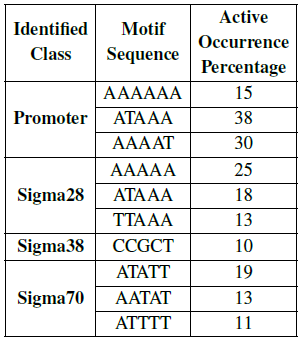 Identified Class Motif Sequence Active Occurrence Percentage
Promoter AAAAAA 15
ATAAA 38
AAAAT 30
Sigma28 AAAAA 25
ATAAA 18
TTAAA 13
Sigma38 CCGCT 10
Sigma70 ATATT 19
AATAT 13
ATTTT 11